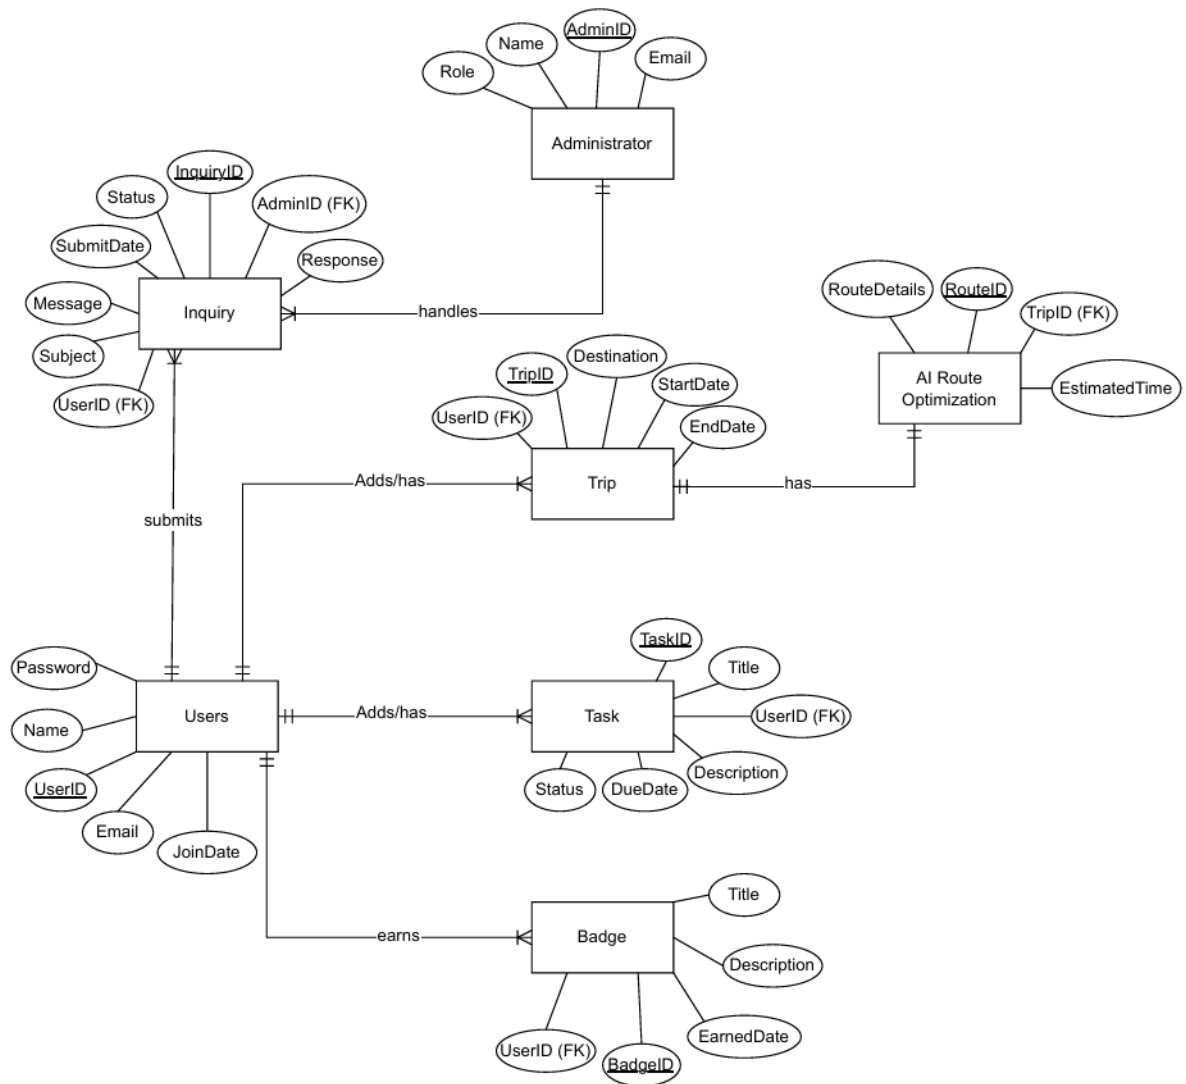 AdminID
Name
Email
Role
Administrator
InquiryID
Status
AdminID (FK)
SubmitDate
Response
Message
Inquiry
Subject
UserID (FK)
handles
RouteDetails
RouteID
TripID (FK)
AI Route
Optimization
EstimatedTime
Destination
TripID
StartDate
UserID (FK)
EndDate
Trip
Adds/has
has
submits
Password
Name
Users
UserID
Email
JoinDate
Adds/has
TaskID
Title
Task
UserID (FK)
Description
Status
DueDate
earns
Title
Badge
Description
EarnedDate
UserID (FK)
BadgeID